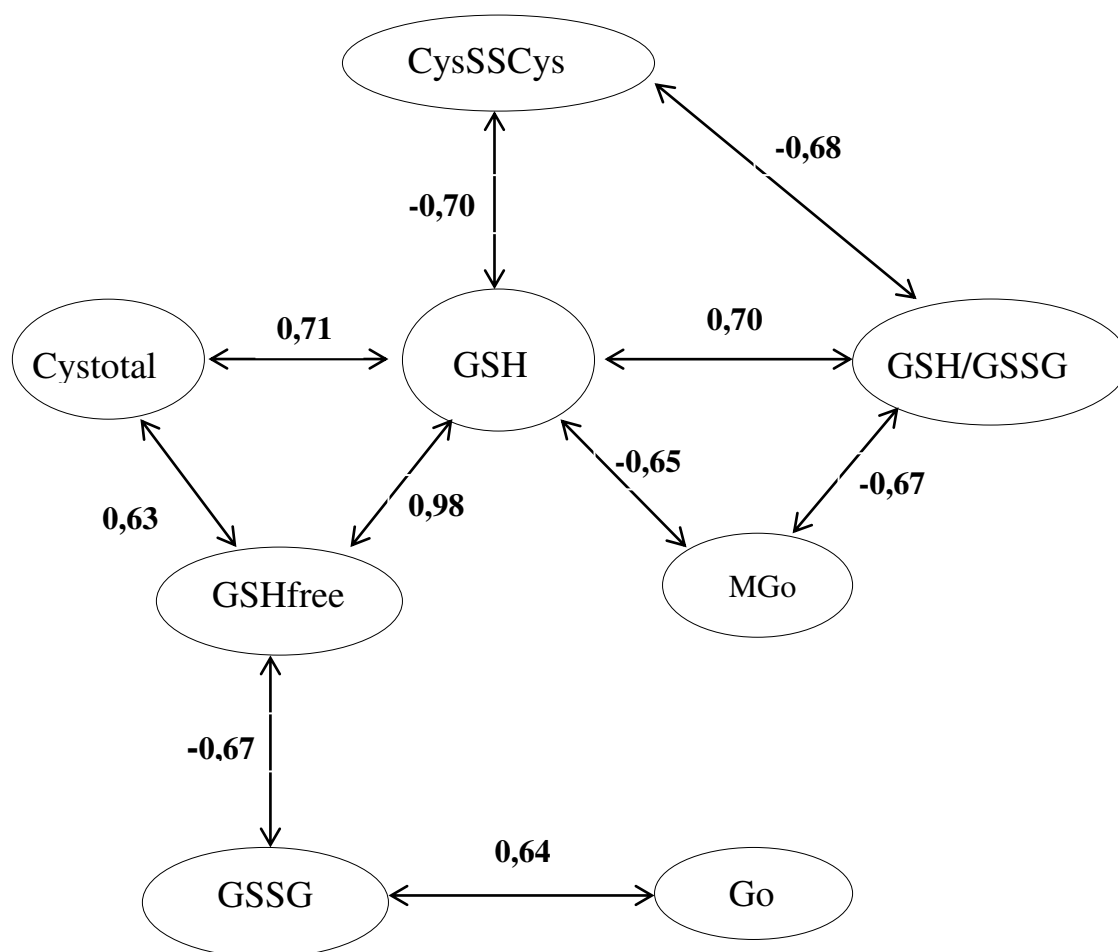 CysSSCys
-0,68
-0,70
0,71
0,70
Cystotal
GSH
GSH/GSSG
-0,65
-0,67
0,63
0,98
GSHfree
MGo
-0,67
0,64
GSSG
Go